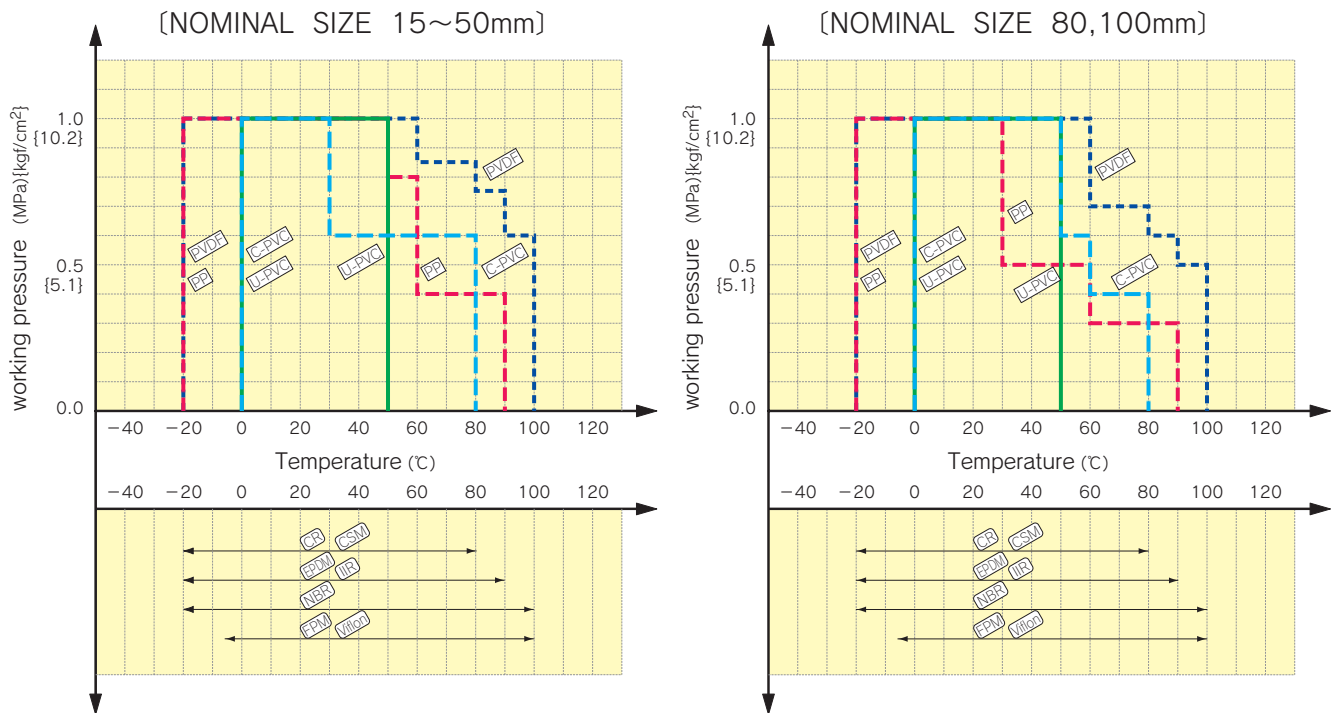 〔NOMINAL SIZE 15～50mm〕
working pressure (MPa){kgf/cm²}
1.0
{10.2}
0.5
{5.1}
0.0
PVDF
PVDF
C-PVC
PP
U-PVC
U-PVC
PP
C-PVC
−40 −20 0 20 40 60 80 100 120
Temperature (℃)
−40 −20 0 20 40 60 80 100 120
CR CSM
EPDM IIR
NBR
FPM Viflon
〔NOMINAL SIZE 80,100mm〕
working pressure (MPa){kgf/cm²}
1.0
{10.2}
0.5
{5.1}
0.0
PVDF
PP
PVDF
C-PVC
PP
U-PVC
U-PVC
C-PVC
−40 −20 0 20 40 60 80 100 120
Temperature (℃)
−40 −20 0 20 40 60 80 100 120
CR CSM
EPDM IIR
NBR
FPM Viflon